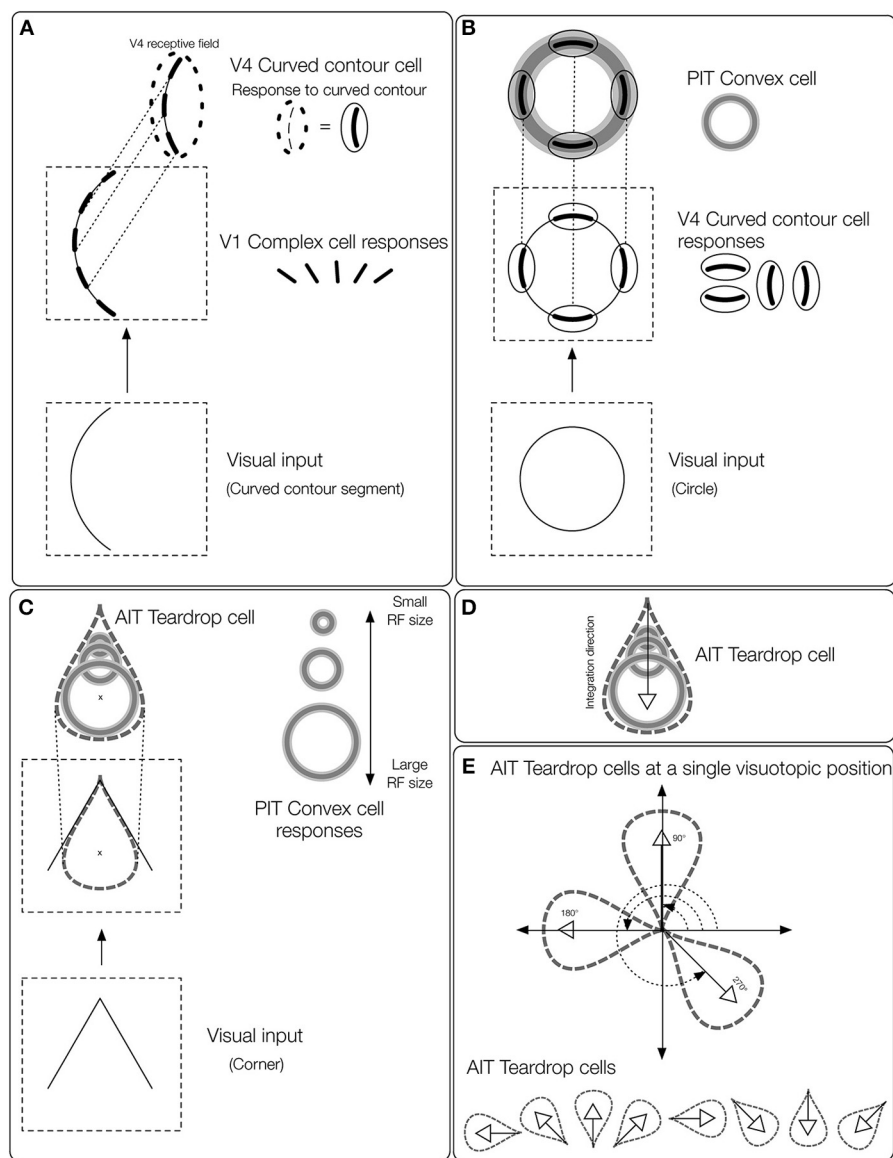 A
V4 receptive field
V4 Curved contour cell
Response to curved contour
=
V1 Complex cell responses
Visual input
(Curved contour segment)
B
PIT Convex cell
V4 Curved contour cell
responses
Visual input
(Circle)
C
AIT Teardrop cell
Small
RF size
x
Large
RF size
PIT Convex cell
responses
x
Visual input
(Corner)
D
Integration direction
AIT Teardrop cell
E
AIT Teardrop cells at a single visuotopic position
90°
180°
270°
AIT Teardrop cells